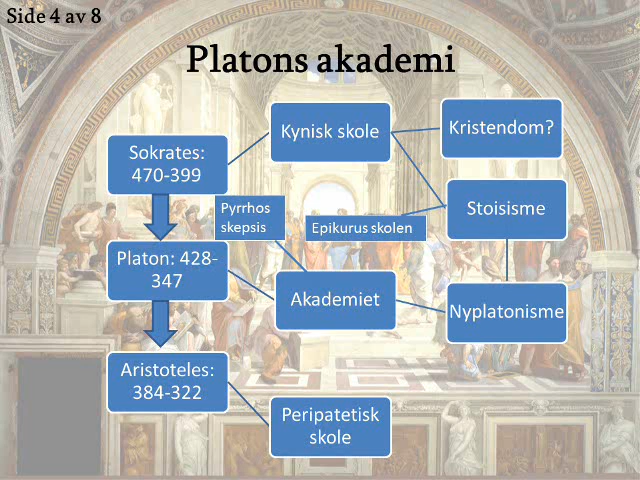 Side 4 av 8
Platons akademi
Kynisk skole
Kristendom?
Sokrates:
470-399
Pyrrhos
skepsis
Epikurus skolen
Stoisisme
Platon: 428-
347
Akademiet
Nyplatonisme
Aristoteles:
384-322
Peripatetisk
skole